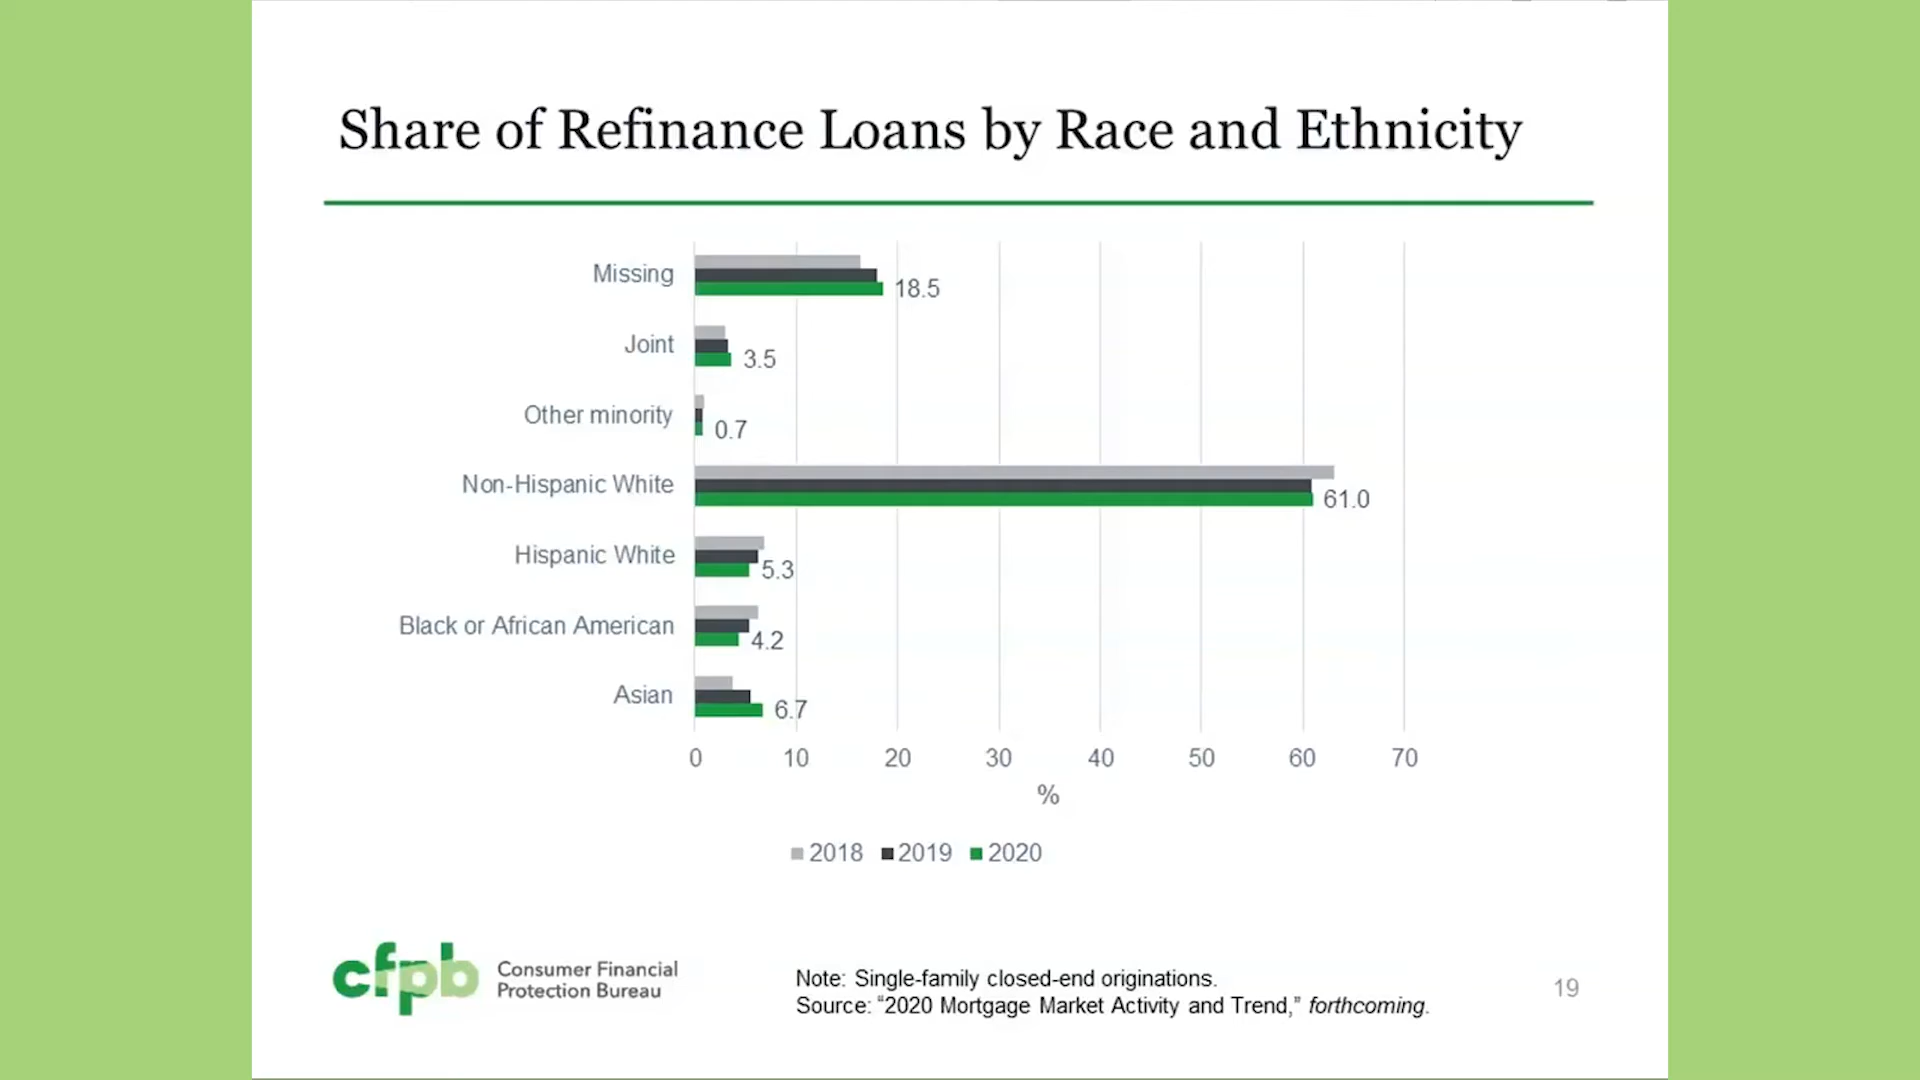 Share of Refinance Loans by Race and Ethnicity
Missing
18.5
Joint
3.5
Other minority
0.7
Non-Hispanic White
61.0
Hispanic White
5.3
Black or African American
4.2
Asian
6.7
0 10 20 30 40 50 60 70
%
2018 2019 2020
cfpb
Consumer Financial
Protection Bureau
Note: Single-family closed-end originations.
Source: “2020 Mortgage Market Activity and Trend,” forthcoming.
19